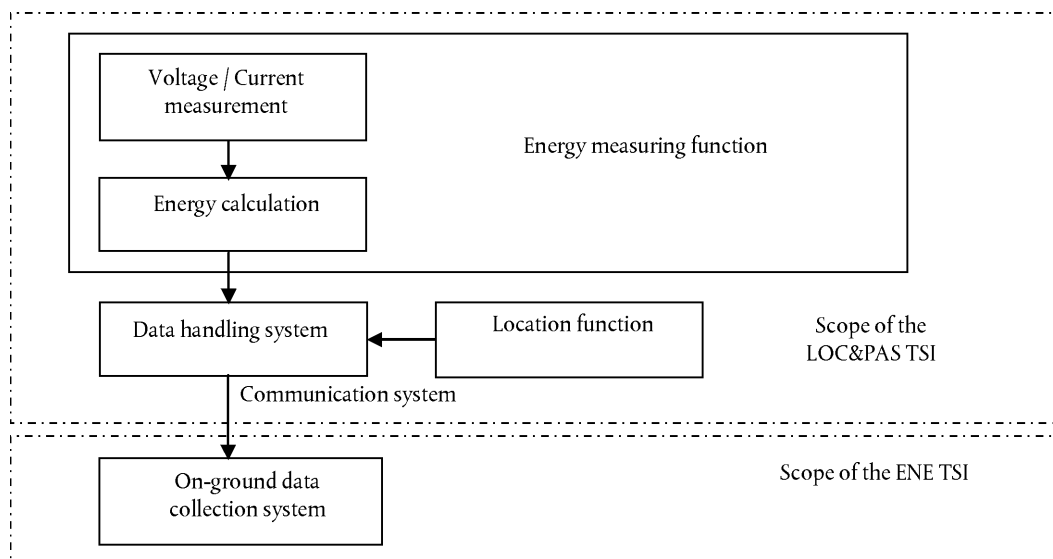 Voltage / Current
measurement
Energy measuring function
Energy calculation
Data handling system
Location function
Scope of the
LOC&PAS TSI
Communication system
On-ground data
collection system
Scope of the ENE TSI